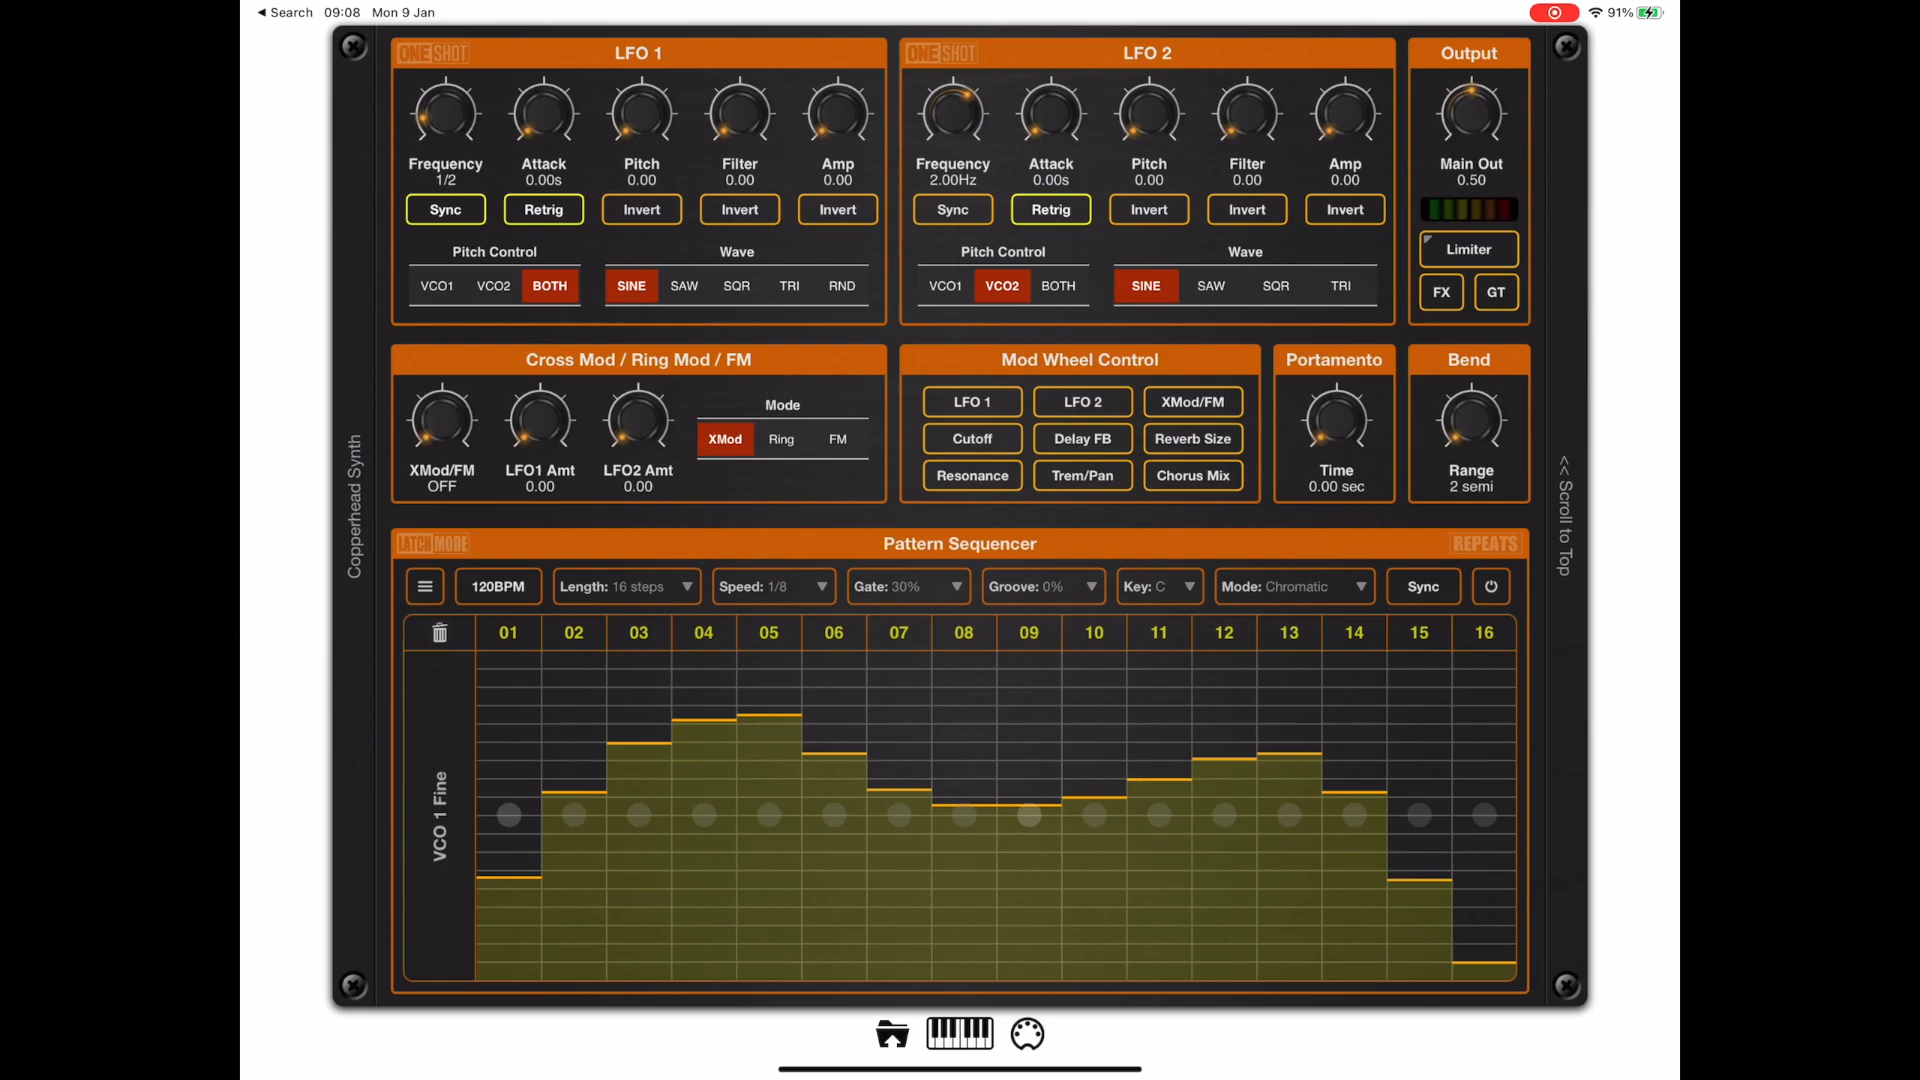 ◀ Search 09:08 Mon 9 Jan 91%
ONE SHOT LFO 1
Frequency Attack Pitch Filter Amp
1/2 0.00s 0.00 0.00 0.00
Sync Retrig Invert Invert Invert
Pitch Control Wave
VCO1 VCO2 BOTH SINE SAW SQR TRI RND
ONE SHOT LFO 2
Frequency Attack Pitch Filter Amp
2.00Hz 0.00s 0.00 0.00 0.00
Sync Retrig Invert Invert Invert
Pitch Control Wave
VCO1 VCO2 BOTH SINE SAW SQR TRI
Output
Main Out
0.50
Limiter
FX GT
Cross Mod / Ring Mod / FM
Mode
XMod Ring FM
XMod/FM LFO1 Amt LFO2 Amt
OFF 0.00 0.00
Mod Wheel Control
LFO 1 LFO 2 XMod/FM
Cutoff Delay FB Reverb Size
Resonance Trem/Pan Chorus Mix
Portamento
Time
0.00 sec
Bend
Range
2 semi
Copperhead Synth
<< Scroll to Top
LATCH MODE Pattern Sequencer REPEATS
120BPM Length: 16 steps Speed: 1/8 Gate: 30% Groove: 0% Key: C Mode: Chromatic Sync
01 02 03 04 05 06 07 08 09 10 11 12 13 14 15 16
VCO 1 Fine